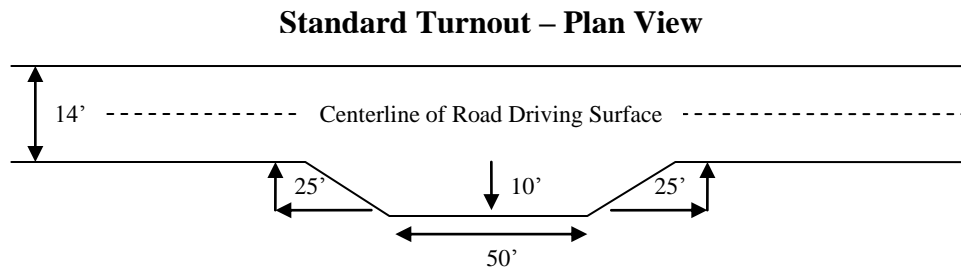 Standard Turnout – Plan View
14’ Centerline of Road Driving Surface
25’ 10’ 25’
50’